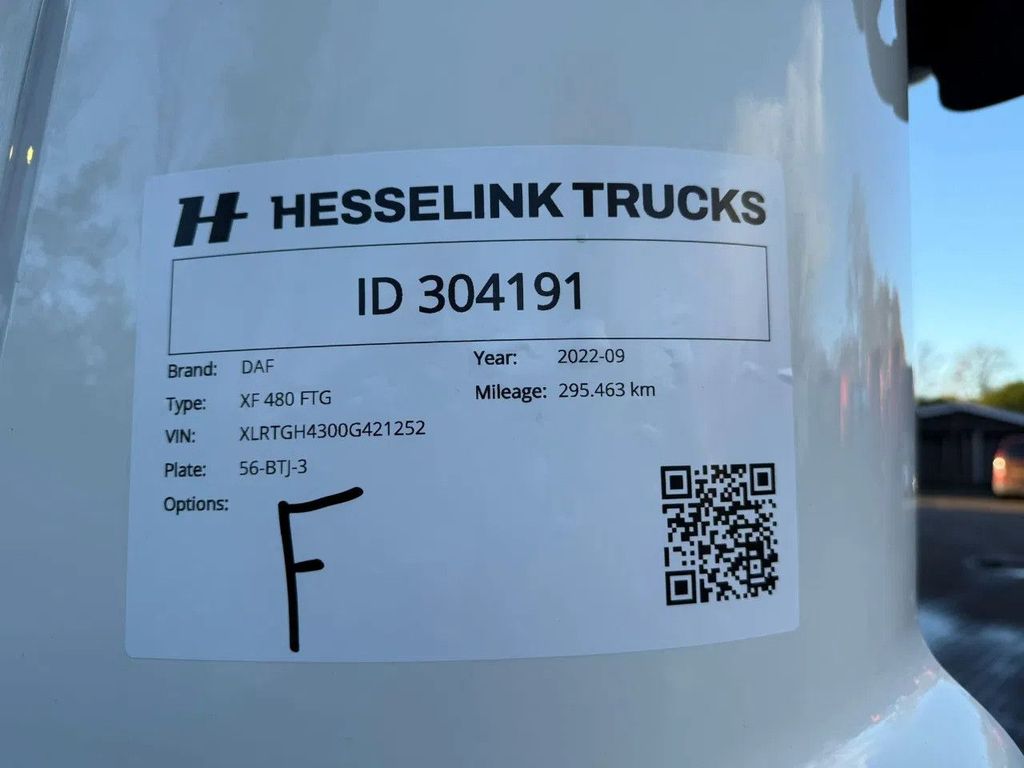 H HESSELINK TRUCKS
ID 304191
Brand: DAF
Type: XF 480 FTG
VIN: XLRTGH4300G421252
Plate: 56-BTJ-3
Options: F
Year: 2022-09
Mileage: 295.463 km